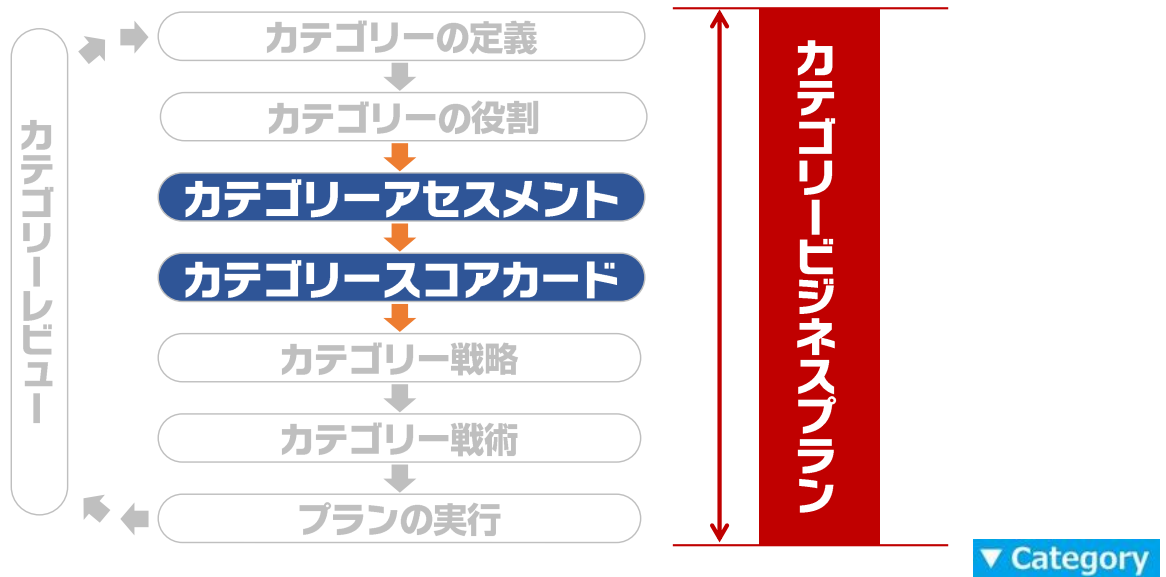 カテゴリーの定義
カテゴリーの役割
カテゴリーアセスメント
カテゴリースコアカード
カテゴリー戦略
カテゴリー戦術
プランの実行
カテゴリーレビュー
カテゴリービジネスプラン
▼ Category